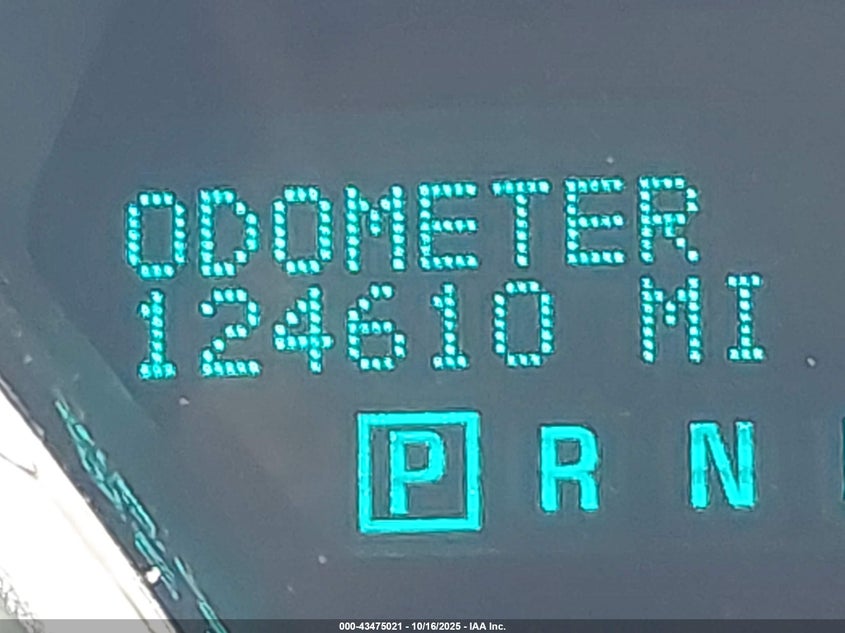 ODOMETER
124610 MI
P R N
000-43475021 - 10/16/2025 - IAA Inc.